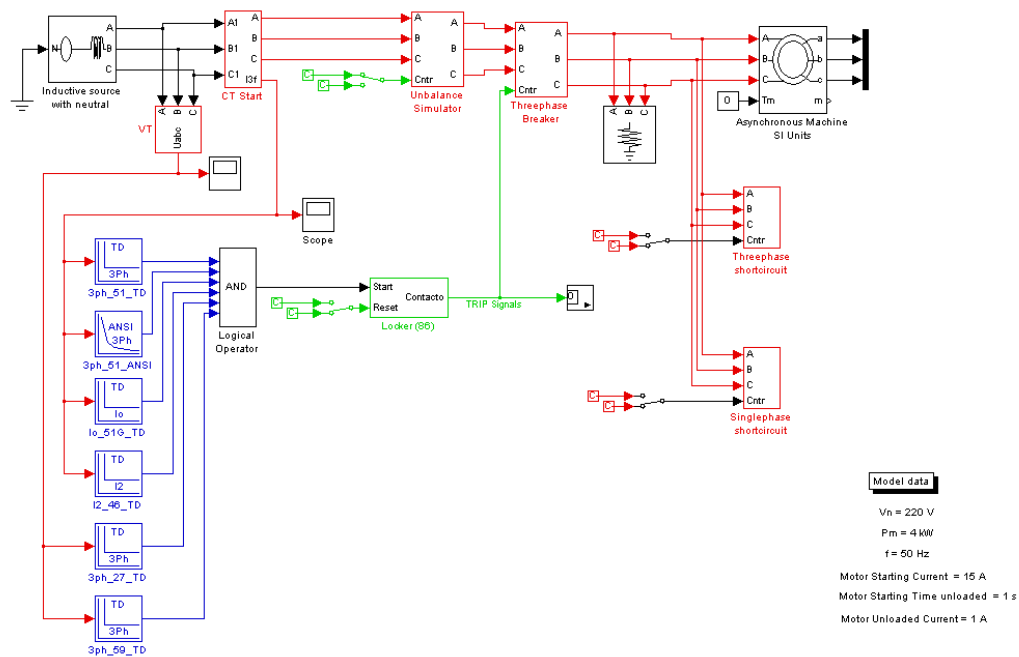 N
A
B
C
Inductive source
with neutral
A1
B1
C1
A
B
C
I3f
CT Start
A
B
C
Uabc
VT
C
C
A
B
C
Cntr
A
B
C
Unbalance
Simulator
A
B
C
Cntr
A
B
C
Threephase
Breaker
A
B
C
A
B
C
Tm
a
b
c
m
0
Asynchronous Machine
SI Units
Scope
TD
3Ph
3ph_51_TD
ANSI
3Ph
3ph_51_ANSI
TD
Io
Io_51G_TD
TD
I2
I2_46_TD
TD
3Ph
3ph_27_TD
TD
3Ph
3ph_59_TD
AND
Logical
Operator
C
C
Start
Reset
Contacto
Locker (86)
TRIP Signals
0
C
C
A
B
C
Cntr
Threephase
shortcircuit
C
C
A
B
C
Cntr
Singlephase
shortcircuit
Model data
Vn = 220 V
Pm = 4 kW
f = 50 Hz
Motor Starting Current = 15 A
Motor Starting Time unloaded = 1 s
Motor Unloaded Current = 1 A